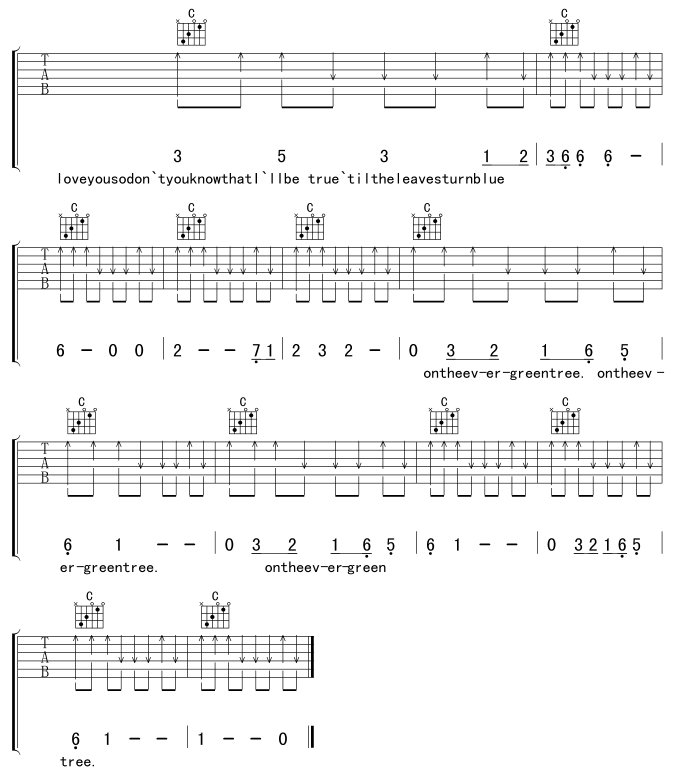 C C
T
A
B
3 5 3 1 2 | 3 6 6 6 – |
loveyousodon`tyouknowthatI`llbe true`tiltheleavesturnblue
C C C C
T
A
B
6 – 0 0 | 2 – – 7 1 | 2 3 2 – | 0 3 2 1 6 5 |
ontheev-er-greentree. ontheev-
C C C C
T
A
B
6 1 – – | 0 3 2 1 6 5 | 6 1 – – | 0 3 2 1 6 5 |
er-greentree. ontheev-er-green
C C
T
A
B
6 1 – – | 1 – – 0
tree.